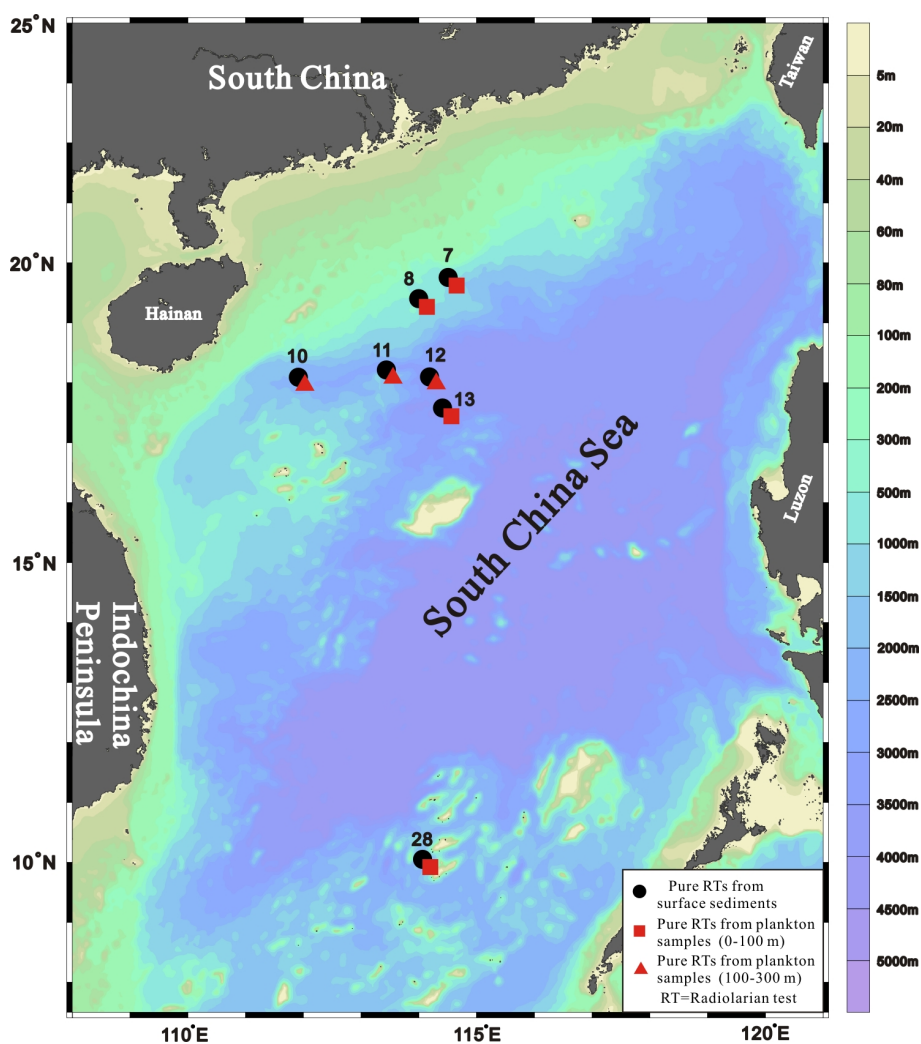 25°N
20°N
15°N
10°N
110°E
115°E
120°E
South China
Taiwan
Hainan
Luzon
Indochina
Peninsula
South China Sea
7
8
10
11
12
13
28
Pure RTs from
surface sediments
Pure RTs from plankton
samples (0-100 m)
Pure RTs from plankton
samples (100-300 m)
RT=Radiolarian test
5m
20m
40m
60m
80m
100m
200m
300m
500m
1000m
1500m
2000m
2500m
3000m
3500m
4000m
4500m
5000m